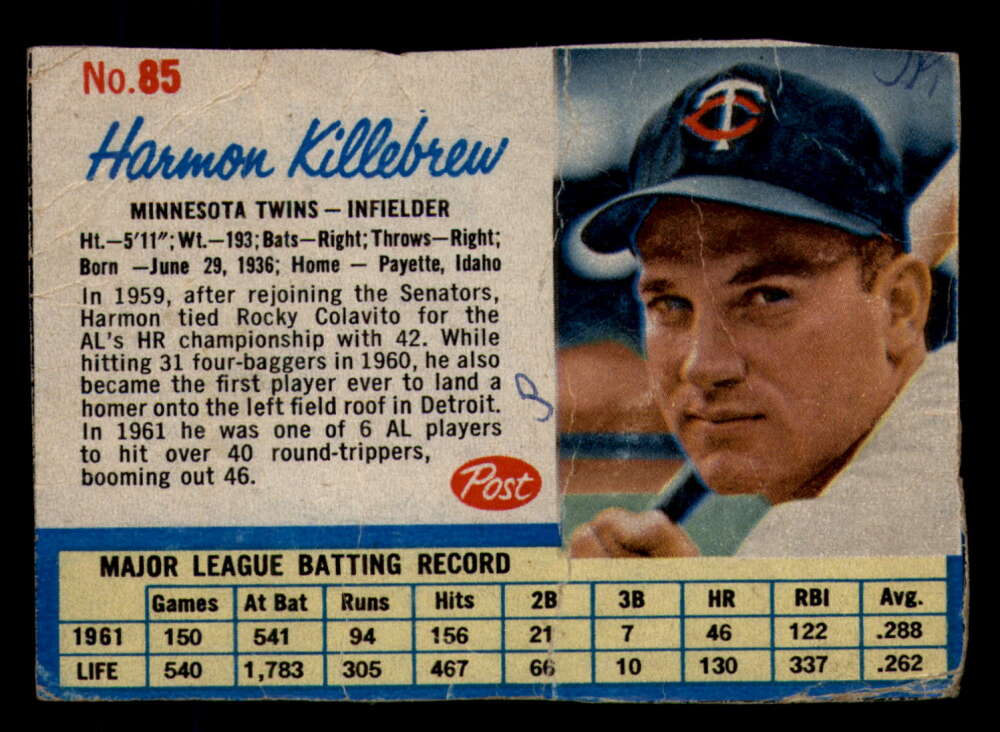 No.85
Harmon Killebrew
MINNESOTA TWINS – INFIELDER
Ht.—5'11"; Wt.—193; Bats—Right; Throws—Right;
Born —June 29, 1936; Home — Payette, Idaho
In 1959, after rejoining the Senators,
Harmon tied Rocky Colavito for the
AL's HR championship with 42. While
hitting 31 four-baggers in 1960, he also
became the first player ever to land a
homer onto the left field roof in Detroit.
In 1961 he was one of 6 AL players
to hit over 40 round-trippers,
booming out 46.
Post
TC
MAJOR LEAGUE BATTING RECORD
Games At Bat Runs Hits 2B 3B HR RBI Avg.
1961 150 541 94 156 21 7 46 122 .288
LIFE 540 1,783 305 467 66 10 130 337 .262